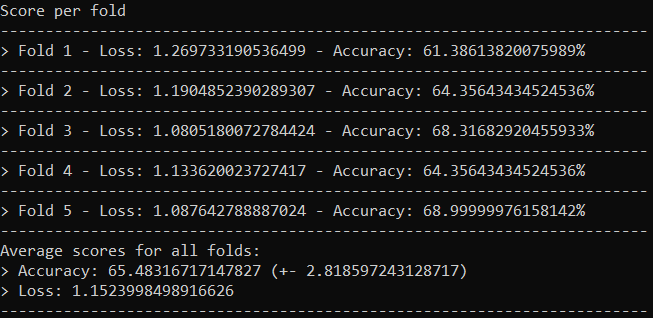 Score per fold
------------------------------------------------------------------------
> Fold 1 - Loss: 1.269733190536499 - Accuracy: 61.38613820075989%
------------------------------------------------------------------------
> Fold 2 - Loss: 1.1904852390289307 - Accuracy: 64.35643434524536%
------------------------------------------------------------------------
> Fold 3 - Loss: 1.0805180072784424 - Accuracy: 68.31682920455933%
------------------------------------------------------------------------
> Fold 4 - Loss: 1.133620023727417 - Accuracy: 64.35643434524536%
------------------------------------------------------------------------
> Fold 5 - Loss: 1.087642788887024 - Accuracy: 68.99999976158142%
------------------------------------------------------------------------
Average scores for all folds:
> Accuracy: 65.48316717147827 (+- 2.818597243128717)
> Loss: 1.1523998498916626
------------------------------------------------------------------------